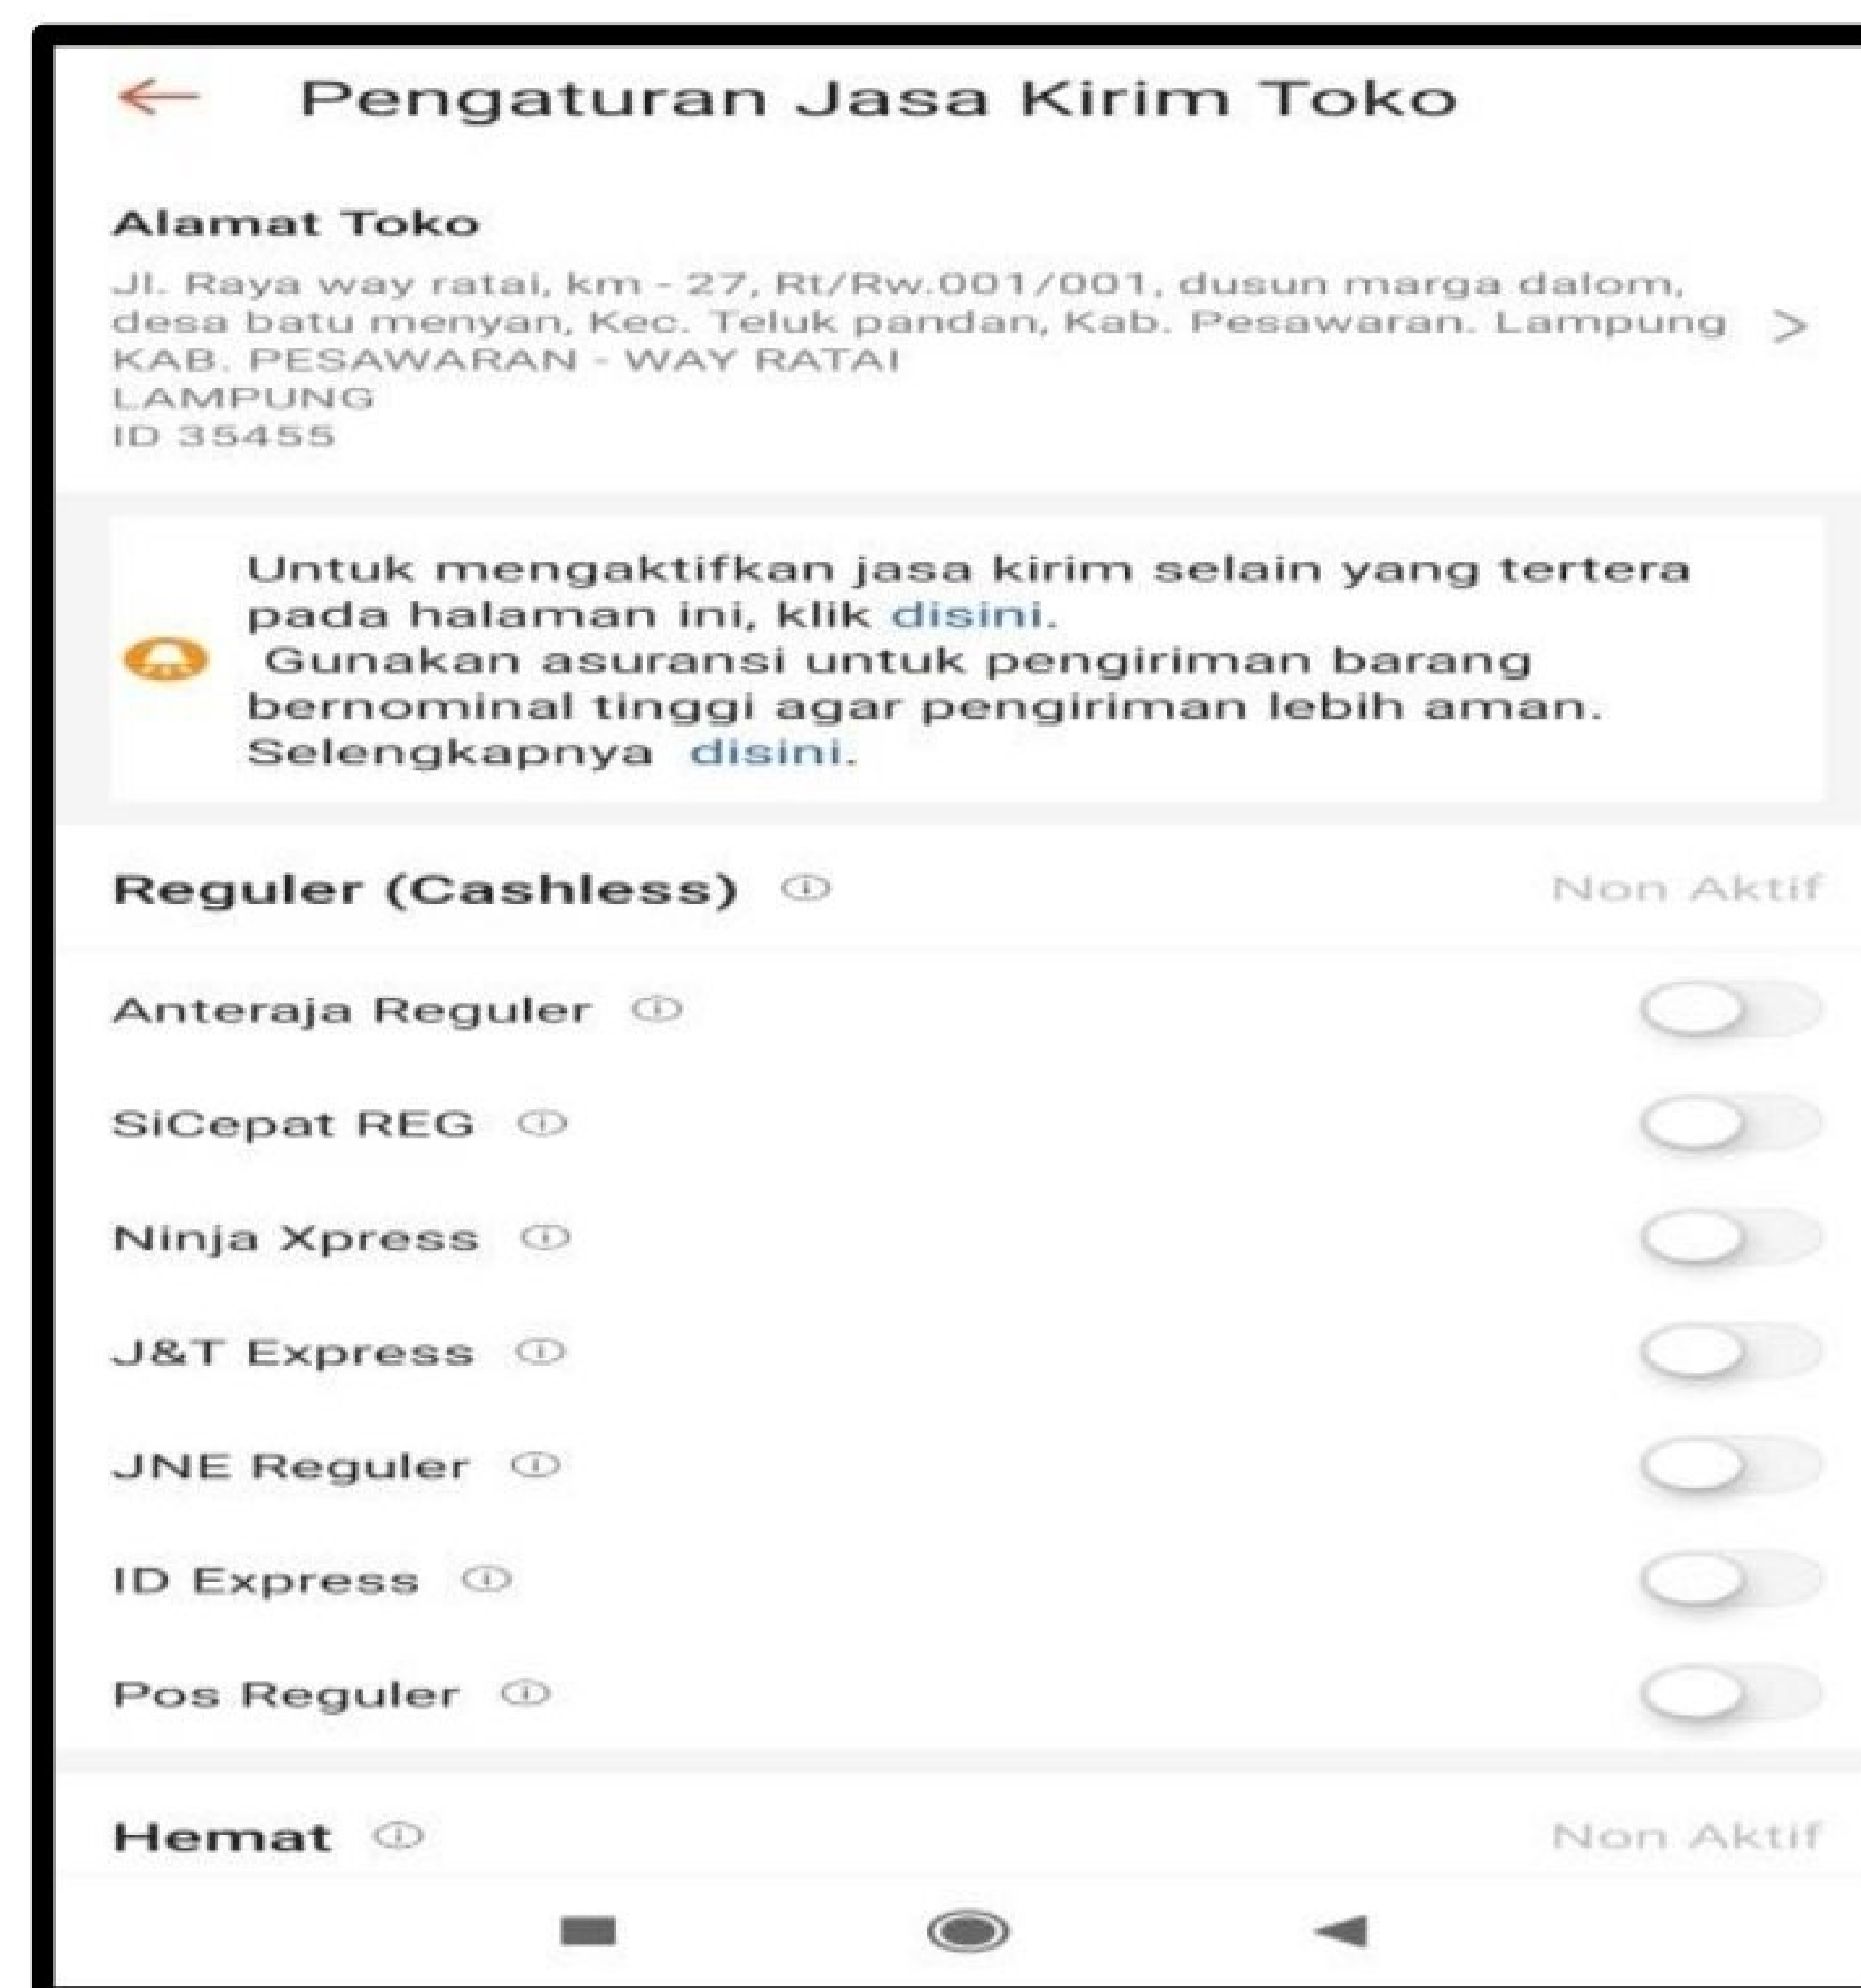 Pengaturan Jasa Kirim Toko
Alamat Toko
Jl. Raya way ratai, km - 27, Rt/Rw.001/001, dusun marga dalom,
desa batu menyan, Kec. Teluk pandan, Kab. Pesawaran. Lampung
KAB. PESAWARAN - WAY RATAI
LAMPUNG
ID 35455
Untuk mengaktifkan jasa kirim selain yang tertera
pada halaman ini, klik disini.
Gunakan asuransi untuk pengiriman barang
bernominal tinggi agar pengiriman lebih aman.
Selengkapnya disini.
Reguler (Cashless) Non Aktif
Anteraja Reguler
SiCepat REG
Ninja Xpress
J&T Express
JNE Reguler
ID Express
Pos Reguler
Hemat Non Aktif